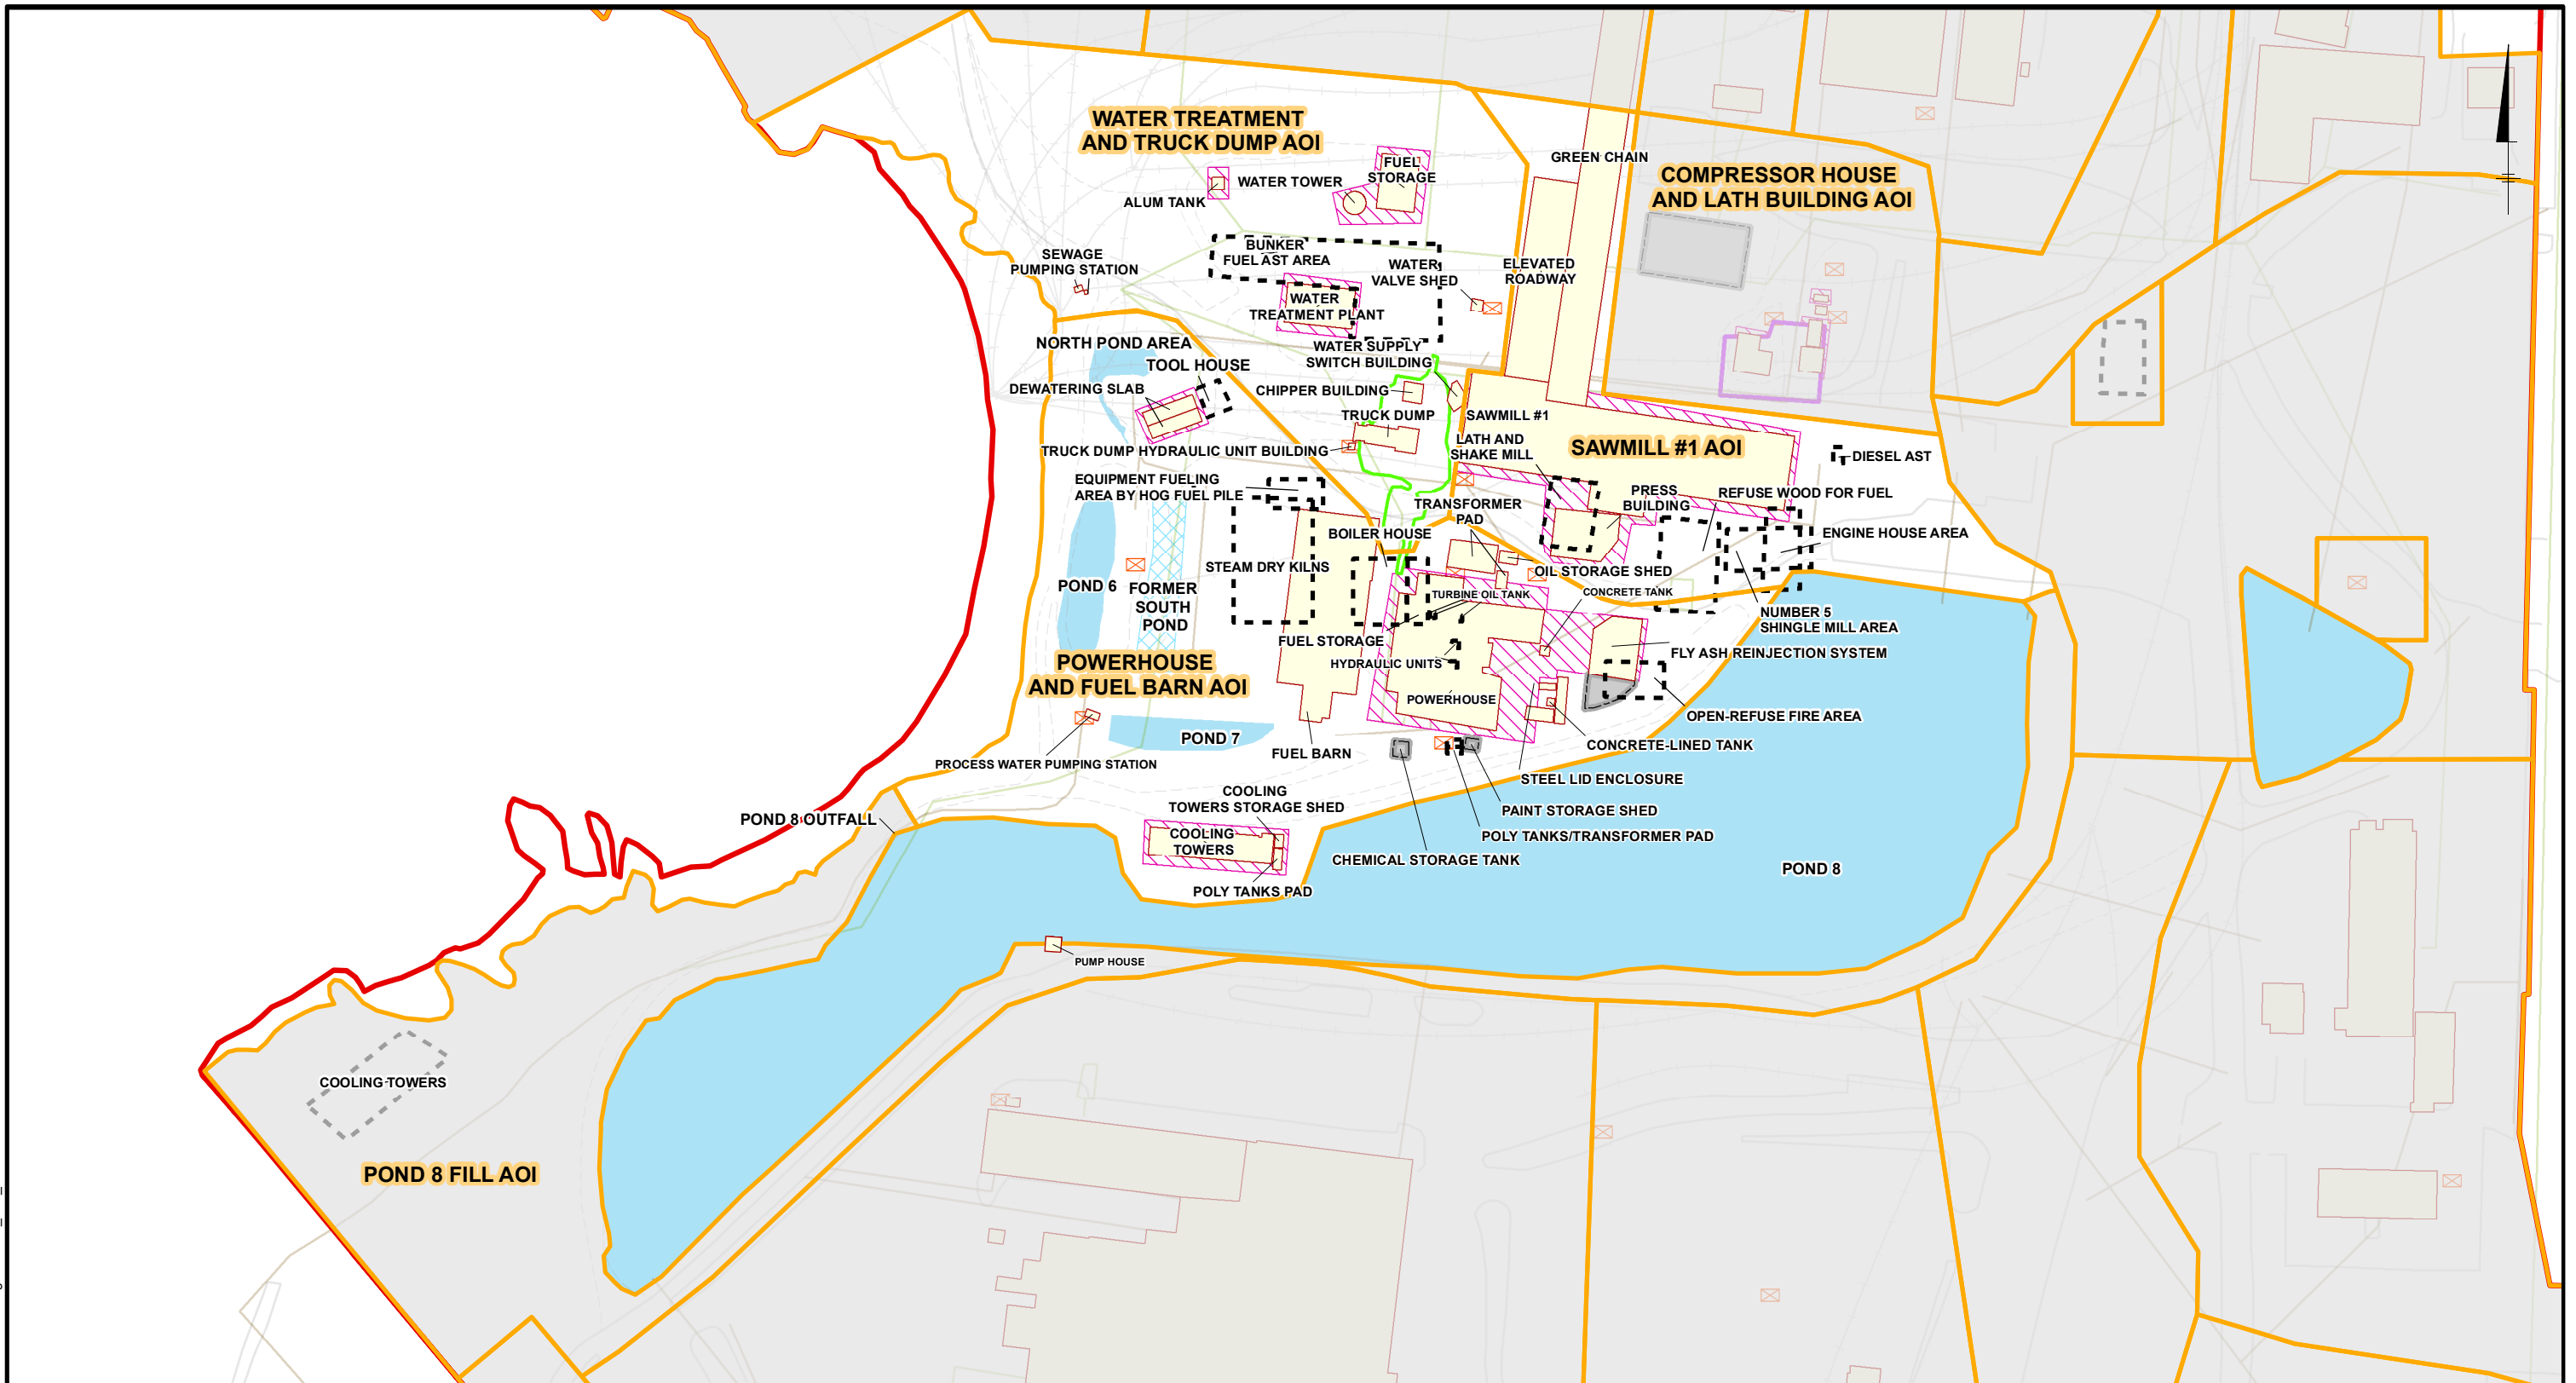 WATER TREATMENT
AND TRUCK DUMP AOI
FUEL
STORAGE
WATER TOWER
ALUM TANK
GREEN CHAIN
COMPRESSOR HOUSE
AND LATH BUILDING AOI
SEWAGE
PUMPING STATION
BUNKER
FUEL AST AREA
WATER
VALVE SHED
ELEVATED
ROADWAY
WATER
TREATMENT PLANT
NORTH POND AREA
TOOL HOUSE
DEWATERING SLAB
WATER SUPPLY
SWITCH BUILDING
CHIPPER BUILDING
TRUCK DUMP
SAWMILL #1
LATH AND
SHAKE MILL
SAWMILL #1 AOI
DIESEL AST
TRUCK DUMP HYDRAULIC UNIT BUILDING
EQUIPMENT FUELING
AREA BY HOG FUEL PILE
TRANSFORMER
PAD
PRESS
BUILDING
REFUSE WOOD FOR FUEL
BOILER HOUSE
ENGINE HOUSE AREA
STEAM DRY KILNS
OIL STORAGE SHED
POND 6
FORMER
SOUTH
POND
TURBINE OIL TANK
CONCRETE TANK
NUMBER 5
SHINGLE MILL AREA
FUEL STORAGE
HYDRAULIC UNITS
FLY ASH REINJECTION SYSTEM
POWERHOUSE
AND FUEL BARN AOI
POWERHOUSE
OPEN-REFUSE FIRE AREA
POND 7
FUEL BARN
CONCRETE-LINED TANK
PROCESS WATER PUMPING STATION
STEEL LID ENCLOSURE
COOLING
TOWERS STORAGE SHED
PAINT STORAGE SHED
POND 8 OUTFALL
COOLING
TOWERS
POLY TANKS/TRANSFORMER PAD
CHEMICAL STORAGE TANK
POND 8
POLY TANKS PAD
PUMP HOUSE
COOLING TOWERS
POND 8 FILL AOI